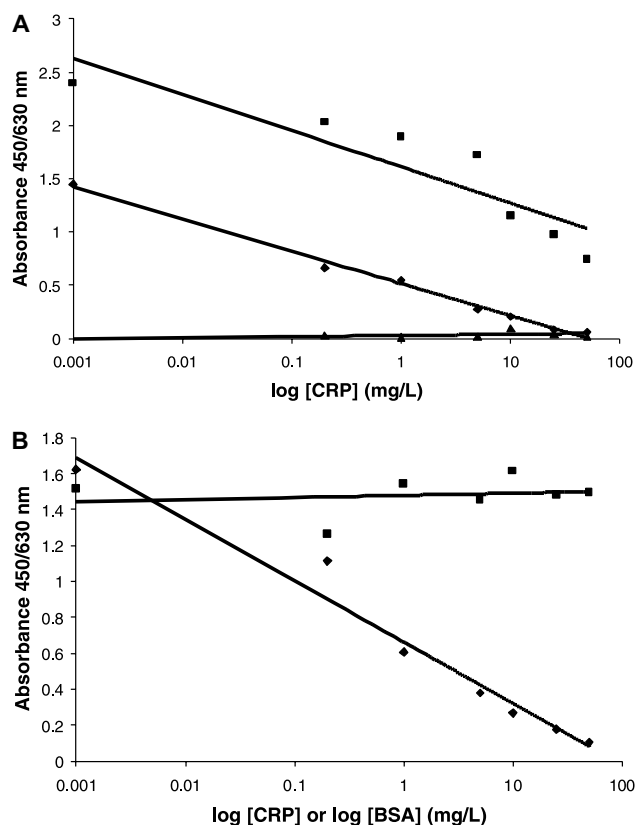 A
Absorbance 450/630 nm
3
2.5
2
1.5
1
0.5
0
0.001 0.01 0.1 1 10 100
log [CRP] (mg/L)
B
Absorbance 450/630 nm
1.8
1.6
1.4
1.2
1
0.8
0.6
0.4
0.2
0
0.001 0.01 0.1 1 10 100
log [CRP] or log [BSA] (mg/L)